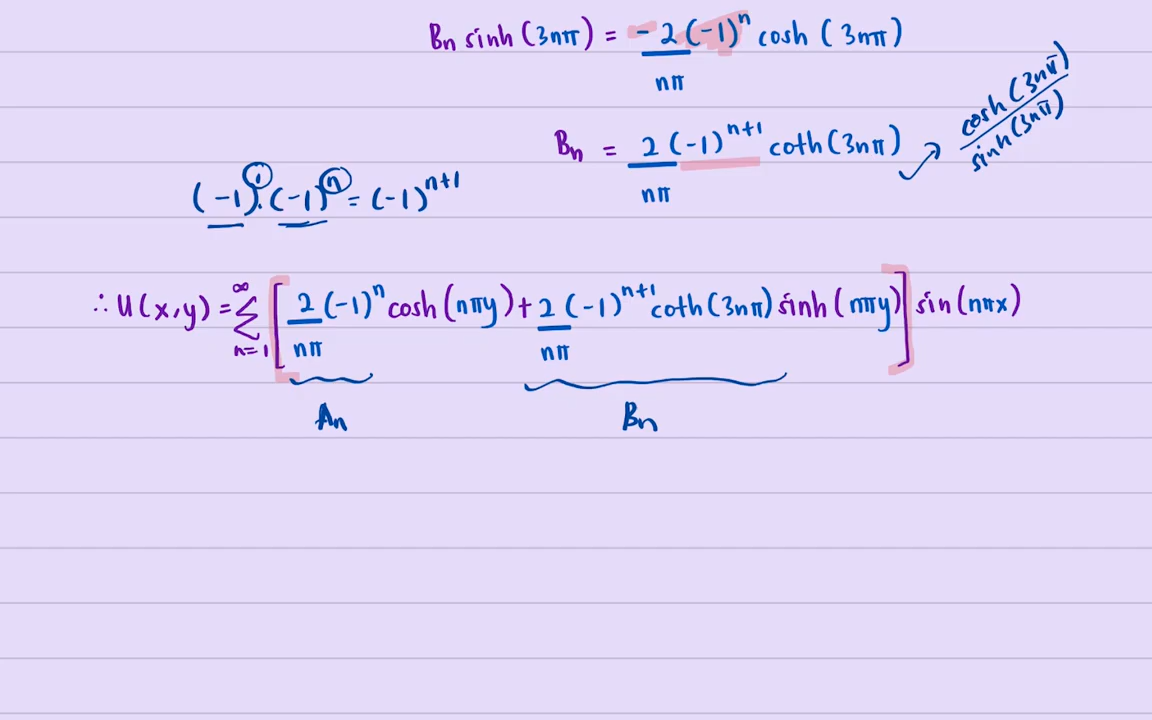 Bn sinh (3nπ) = -2 (-1)^n cosh (3nπ)
nπ
Bn = 2 (-1)^n+1 coth (3nπ)
nπ
cosh (3nπ)
sinh (3nπ)
(-1)^1 . (-1)^n = (-1)^n+1
∴ U(x,y) = ∑ [ 2 (-1)^n cosh (nπy) + 2 (-1)^n+1 coth (3nπ) sinh (nπy) ] sin (nπx)
∞
n=1 nπ nπ
An Bn